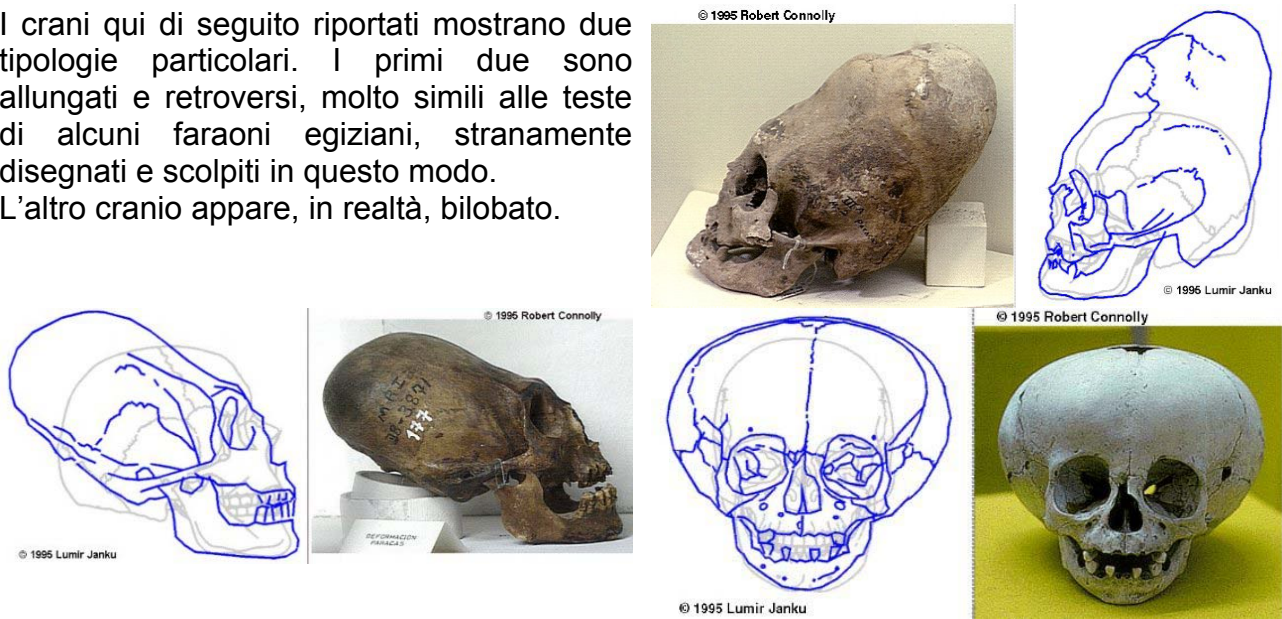 I crani qui di seguito riportati mostrano due
tipologie particolari. I primi due sono
allungati e retroversi, molto simili alle teste
di alcuni faraoni egiziani, stranamente
disegnati e scolpiti in questo modo.
L'altro cranio appare, in realtà, bilobato.
© 1995 Robert Connolly
© 1995 Lumir Janku
© 1995 Lumir Janku
© 1995 Robert Connolly
177
DEFORMACIÓN
PARACAS
© 1995 Robert Connolly
© 1995 Lumir Janku